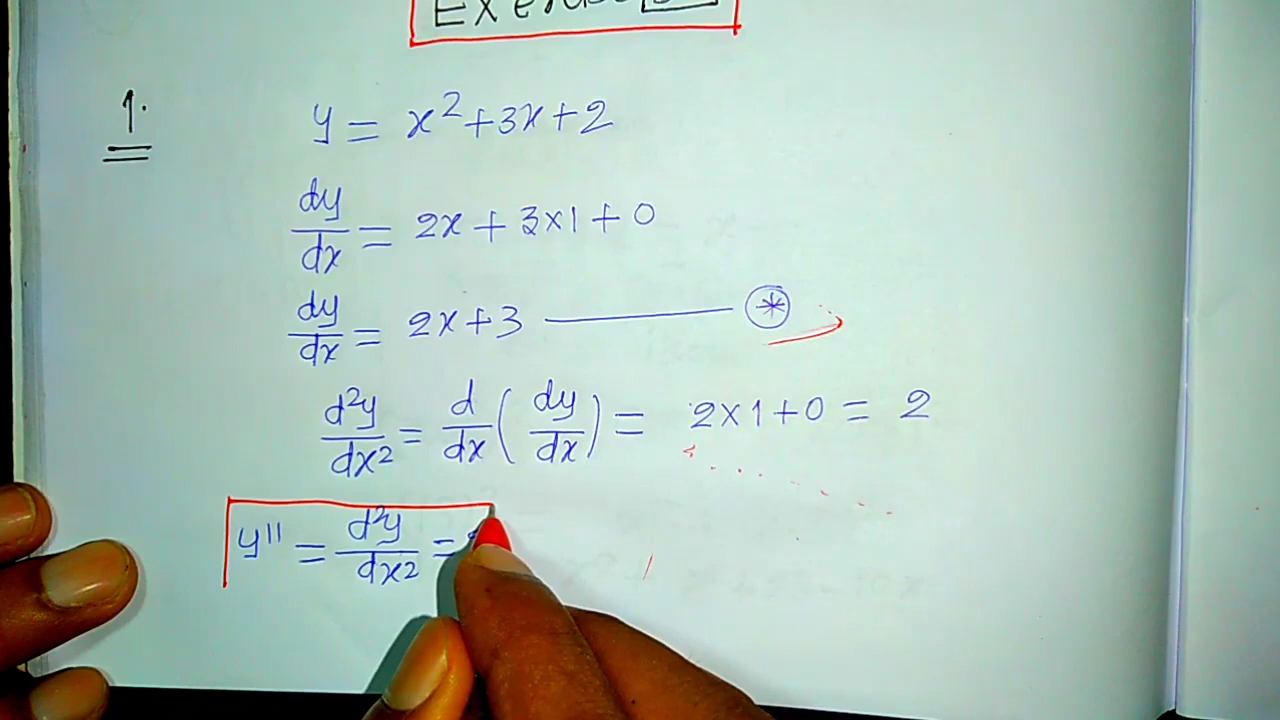 1.
y = x²+3x+2
dy/dx = 2x + 3×1 + 0
dy/dx = 2x+3 ——— ⊛
d²y/dx² = d/dx (dy/dx) = 2×1+0 = 2
y'' = d²y/dx² =